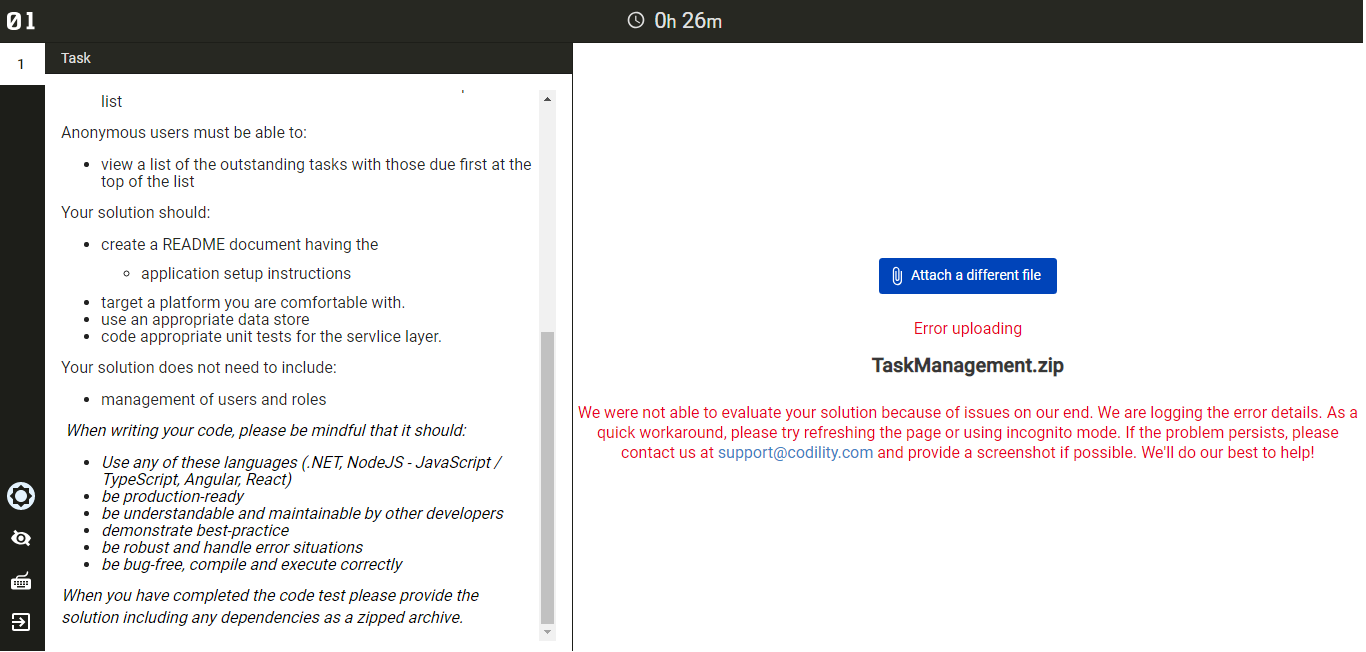 01
0h 26m
1
Task
list
Anonymous users must be able to:
view a list of the outstanding tasks with those due first at the
top of the list
Your solution should:
create a README document having the
application setup instructions
target a platform you are comfortable with.
use an appropriate data store
code appropriate unit tests for the servlice layer.
Your solution does not need to include:
management of users and roles
When writing your code, please be mindful that it should:
Use any of these languages (.NET, NodeJS - JavaScript /
TypeScript, Angular, React)
be production-ready
be understandable and maintainable by other developers
demonstrate best-practice
be robust and handle error situations
be bug-free, compile and execute correctly
When you have completed the code test please provide the
solution including any dependencies as a zipped archive.
Attach a different file
Error uploading
TaskManagement.zip
We were not able to evaluate your solution because of issues on our end. We are logging the error details. As a
quick workaround, please try refreshing the page or using incognito mode. If the problem persists, please
contact us at support@codility.com and provide a screenshot if possible. We'll do our best to help!